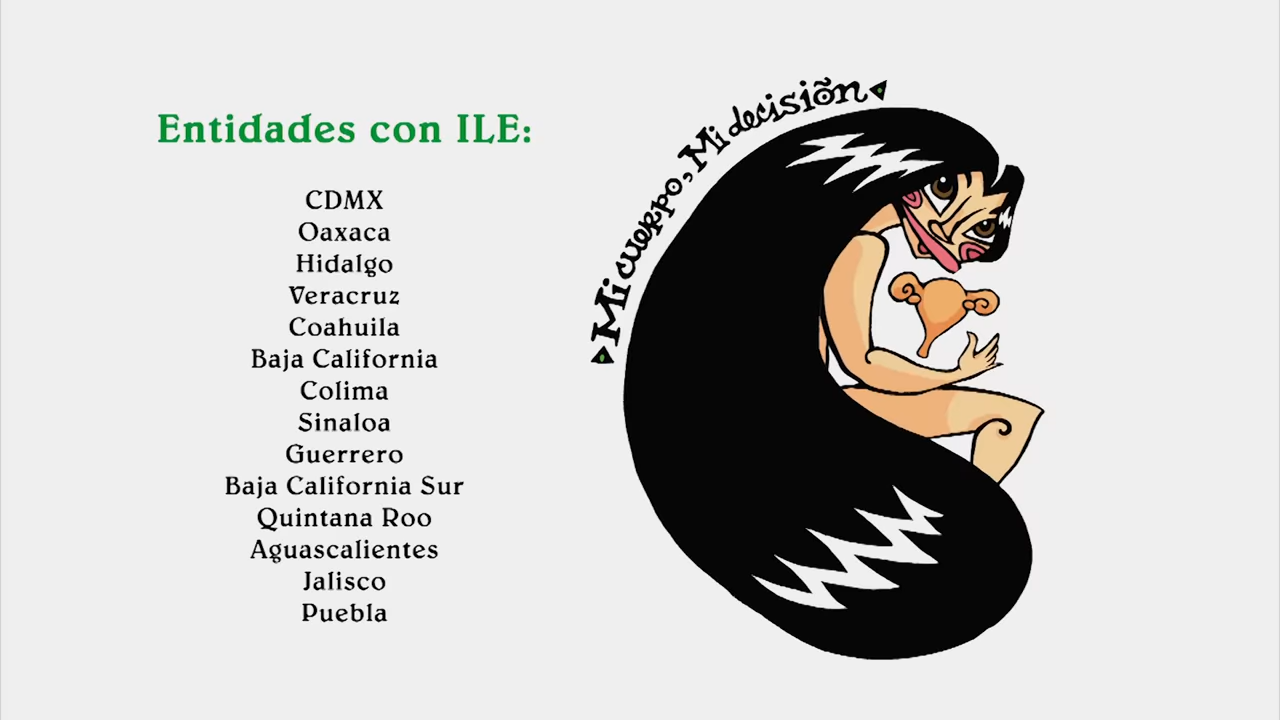 Entidades con ILE:
CDMX
Oaxaca
Hidalgo
Veracruz
Coahuila
Baja California
Colima
Sinaloa
Guerrero
Baja California Sur
Quintana Roo
Aguascalientes
Jalisco
Puebla
Mi cuerpo, Mi decisiõn